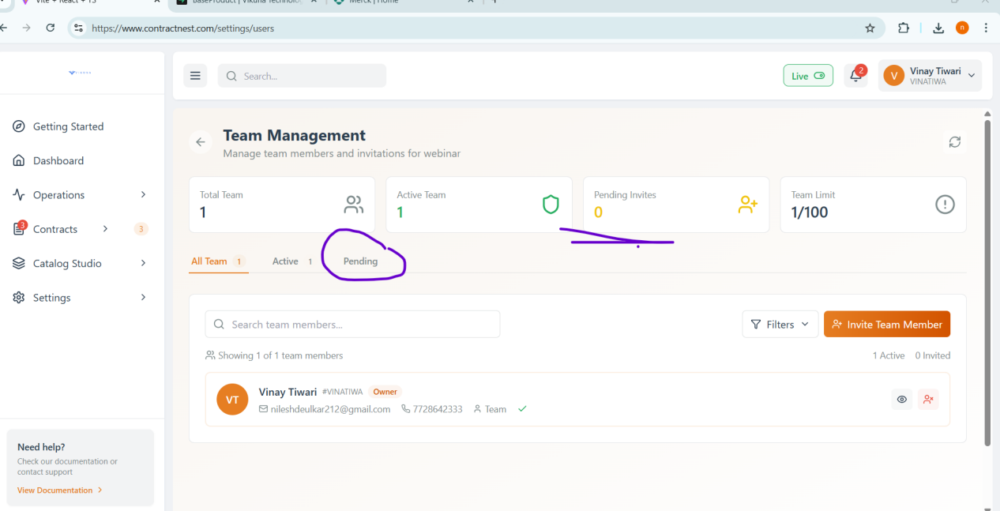 Vite + React + TS
BaseProduct | Vikuna Technolog
Merck | Home
https://www.contractnest.com/settings/users
n
Search...
Live
2
V
Vinay Tiwari
VINATIWA
Getting Started
Dashboard
Operations
3
Contracts
3
Catalog Studio
Settings
Team Management
Manage team members and invitations for webinar
Total Team
1
Active Team
1
Pending Invites
0
Team Limit
1/100
All Team 1
Active 1
Pending
Search team members...
Filters
Invite Team Member
Showing 1 of 1 team members
1 Active 0 Invited
VT
Vinay Tiwari #VINATIWA Owner
nileshdeulkar212@gmail.com 7728642333 Team
Need help?
Check our documentation or
contact support
View Documentation